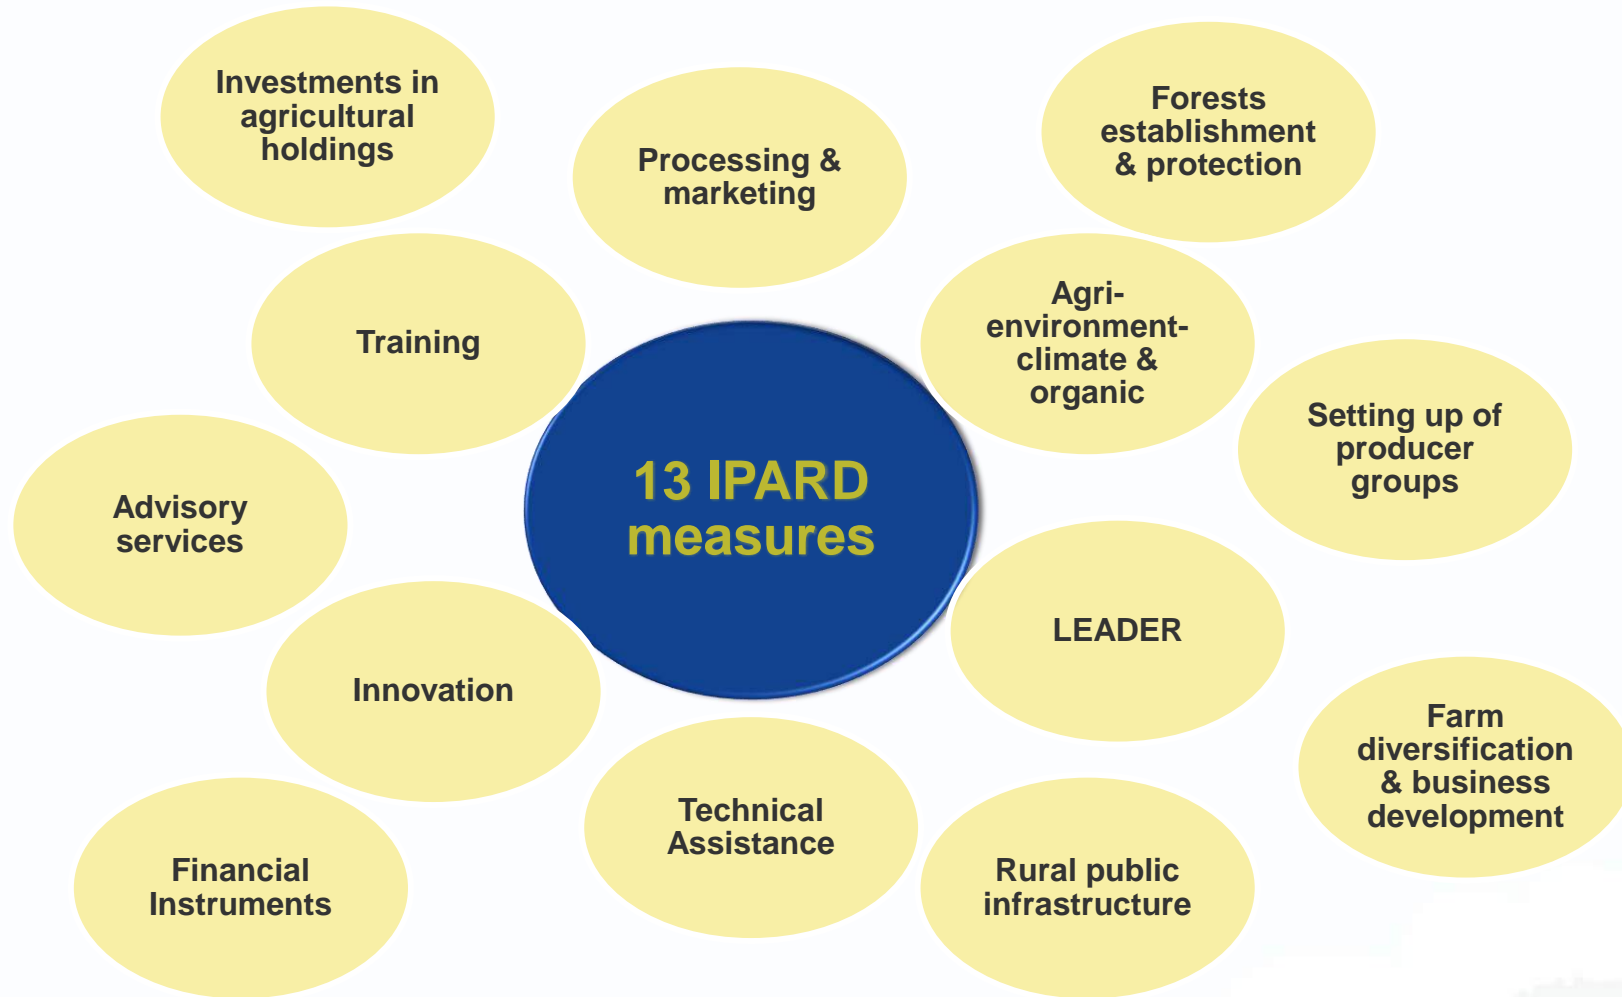 Investments in
agricultural
holdings
Processing &
marketing
Forests
establishment
& protection
Training
Agri-
environment-
climate &
organic
Setting up of
producer
groups
13 IPARD
measures
Advisory
services
LEADER
Innovation
Farm
diversification
& business
development
Technical
Assistance
Financial
Instruments
Rural public
infrastructure